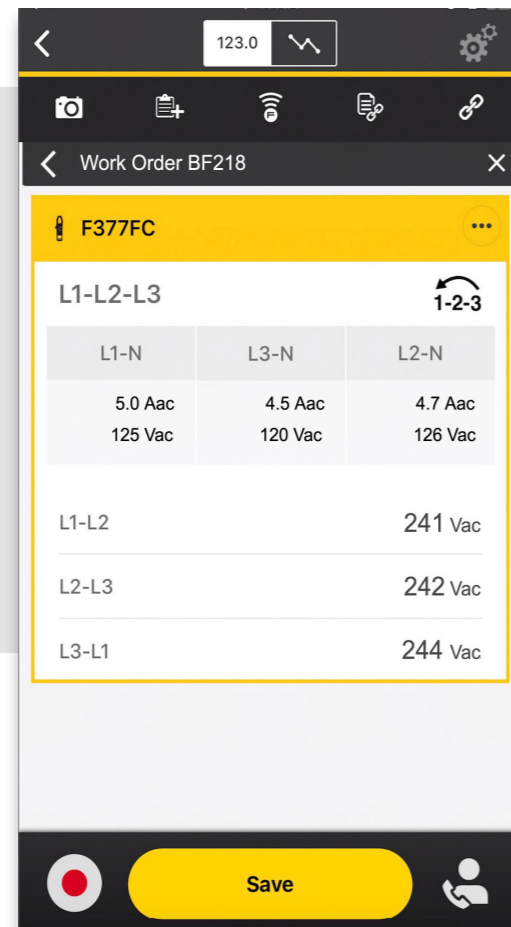 123.0
Work Order BF218
F377FC
L1-L2-L3
1-2-3
L1-N L3-N L2-N
5.0 Aac 4.5 Aac 4.7 Aac
125 Vac 120 Vac 126 Vac
L1-L2 241 Vac
L2-L3 242 Vac
L3-L1 244 Vac
Save